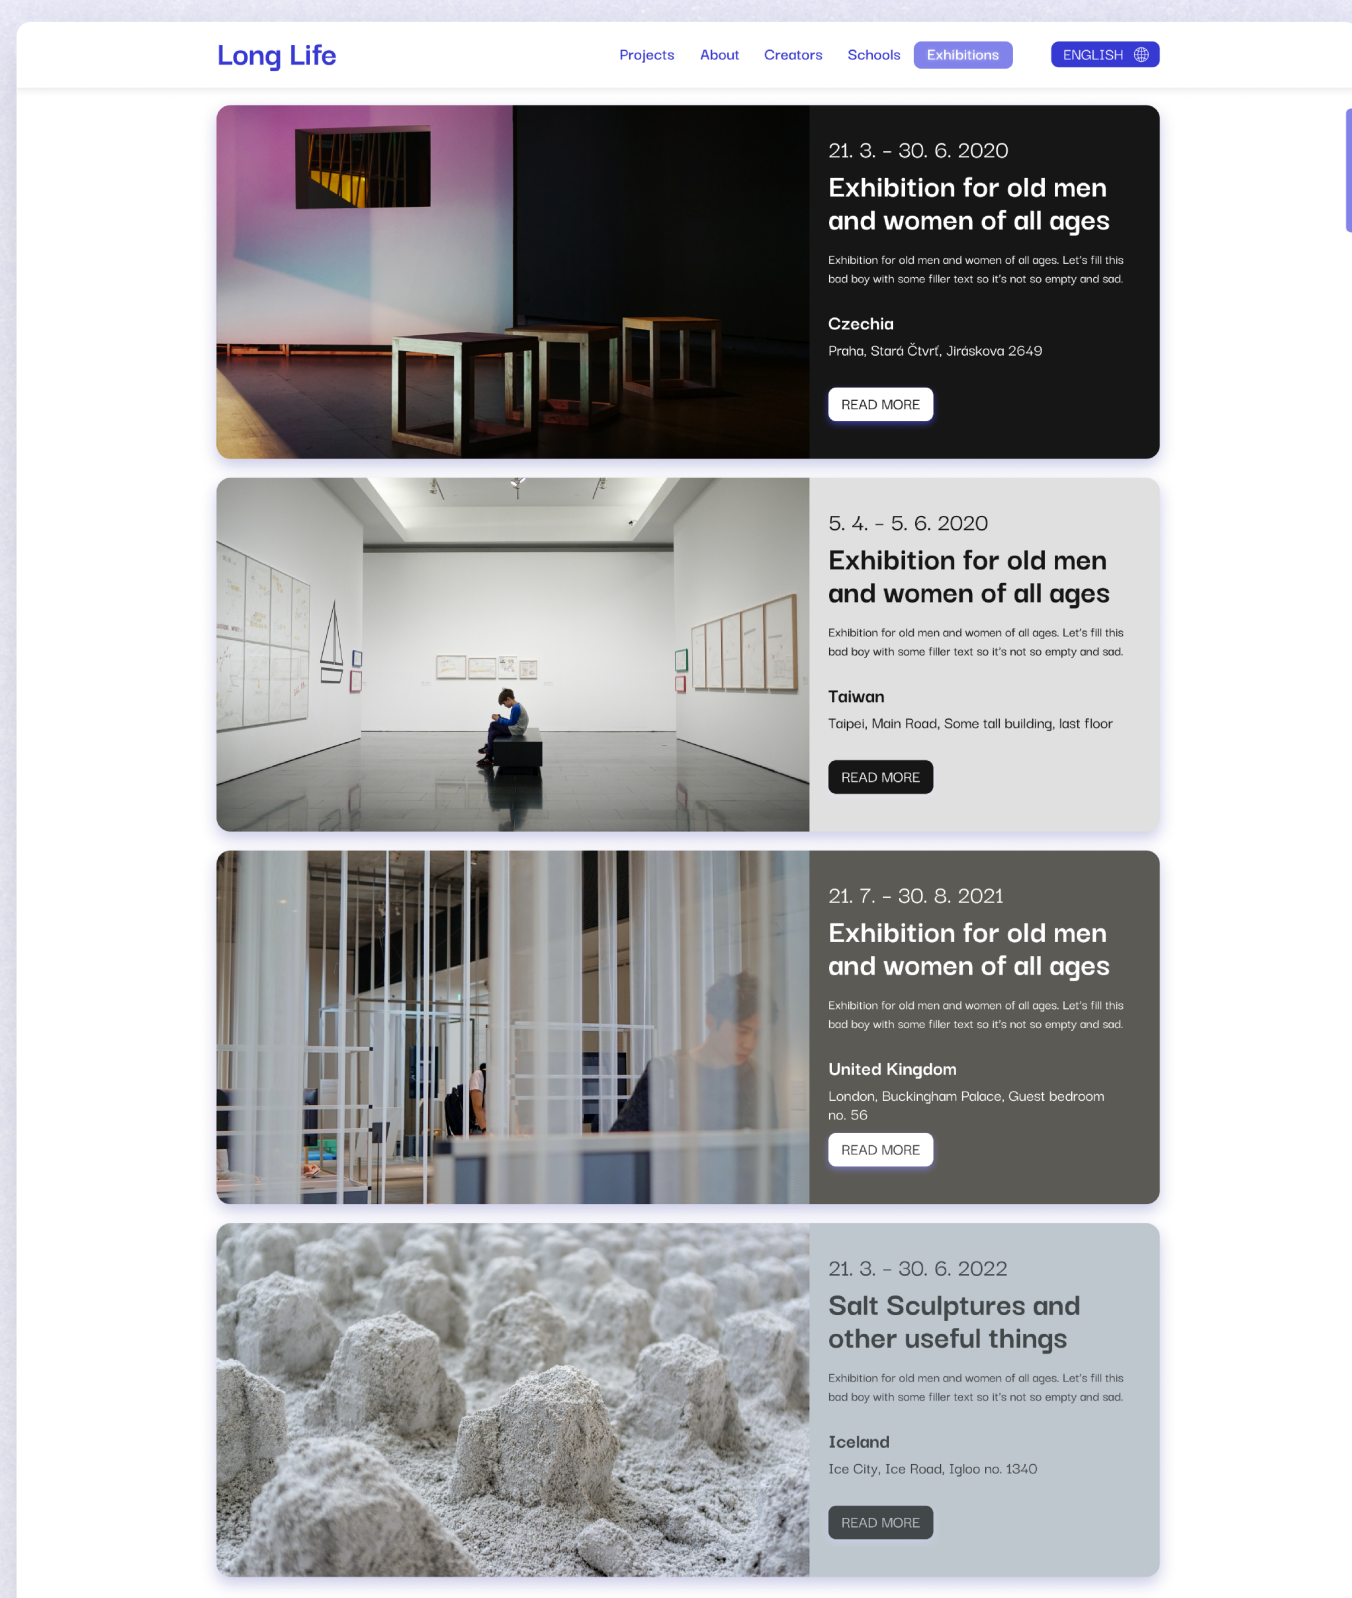 Long Life
Projects About Creators Schools Exhibitions ENGLISH
21. 3. – 30. 6. 2020
Exhibition for old men
and women of all ages
Exhibition for old men and women of all ages. Let's fill this
bad boy with some filler text so it's not so empty and sad.
Czechia
Praha, Stará Čtvrť, Jiráskova 2649
READ MORE
5. 4. – 5. 6. 2020
Exhibition for old men
and women of all ages
Exhibition for old men and women of all ages. Let's fill this
bad boy with some filler text so it's not so empty and sad.
Taiwan
Taipei, Main Road, Some tall building, last floor
READ MORE
21. 7. – 30. 8. 2021
Exhibition for old men
and women of all ages
Exhibition for old men and women of all ages. Let's fill this
bad boy with some filler text so it's not so empty and sad.
United Kingdom
London, Buckingham Palace, Guest bedroom
no. 56
READ MORE
21. 3. – 30. 6. 2022
Salt Sculptures and
other useful things
Exhibition for old men and women of all ages. Let's fill this
bad boy with some filler text so it's not so empty and sad.
Iceland
Ice City, Ice Road, Igloo no. 1340
READ MORE